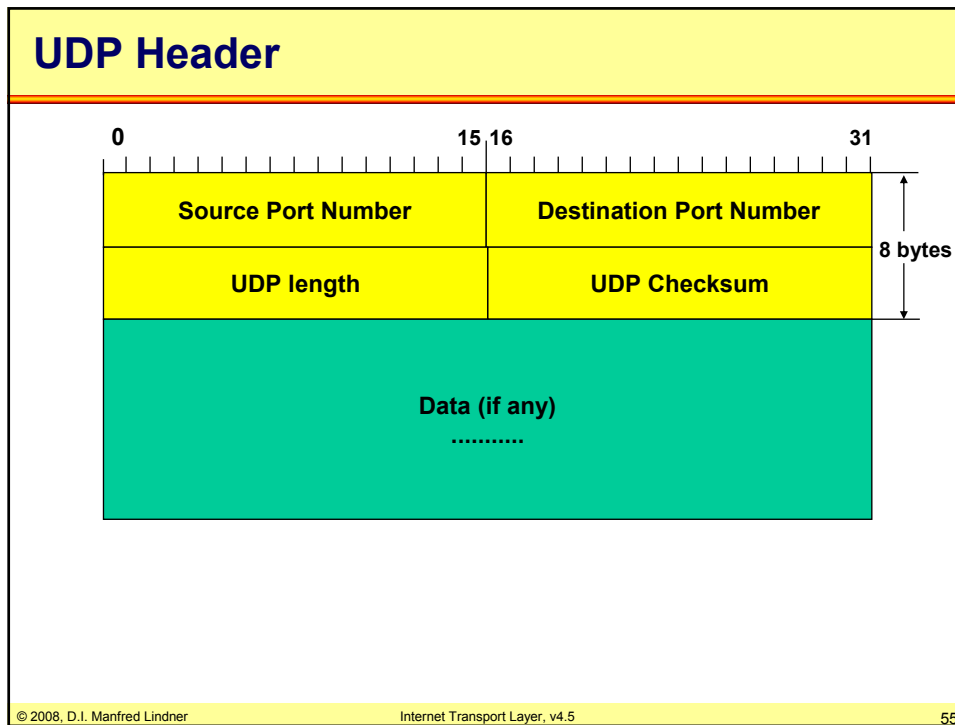 UDP Header
0 15 16 31
Source Port Number Destination Port Number
8 bytes
UDP length UDP Checksum
Data (if any)
...........
© 2008, D.I. Manfred Lindner Internet Transport Layer, v4.5 55